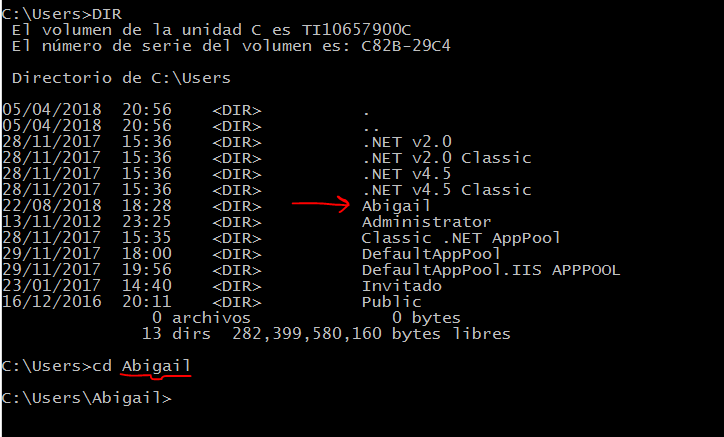 C:\Users>DIR
El volumen de la unidad C es TI10657900C
El número de serie del volumen es: C82B-29C4
Directorio de C:\Users
05/04/2018  20:56    <DIR>          .
05/04/2018  20:56    <DIR>          ..
28/11/2017  15:36    <DIR>          .NET v2.0
28/11/2017  15:36    <DIR>          .NET v2.0 Classic
28/11/2017  15:36    <DIR>          .NET v4.5
28/11/2017  15:36    <DIR>          .NET v4.5 Classic
22/08/2018  18:28    <DIR>          Abigail
13/11/2012  23:25    <DIR>          Administrator
28/11/2017  15:35    <DIR>          Classic .NET AppPool
29/11/2017  18:00    <DIR>          DefaultAppPool
29/11/2017  19:56    <DIR>          DefaultAppPool.IIS APPPOOL
23/01/2017  14:40    <DIR>          Invitado
16/12/2016  20:11    <DIR>          Public
0 archivos              0 bytes
13 dirs  282,399,580,160 bytes libres
C:\Users>cd Abigail
C:\Users\Abigail>